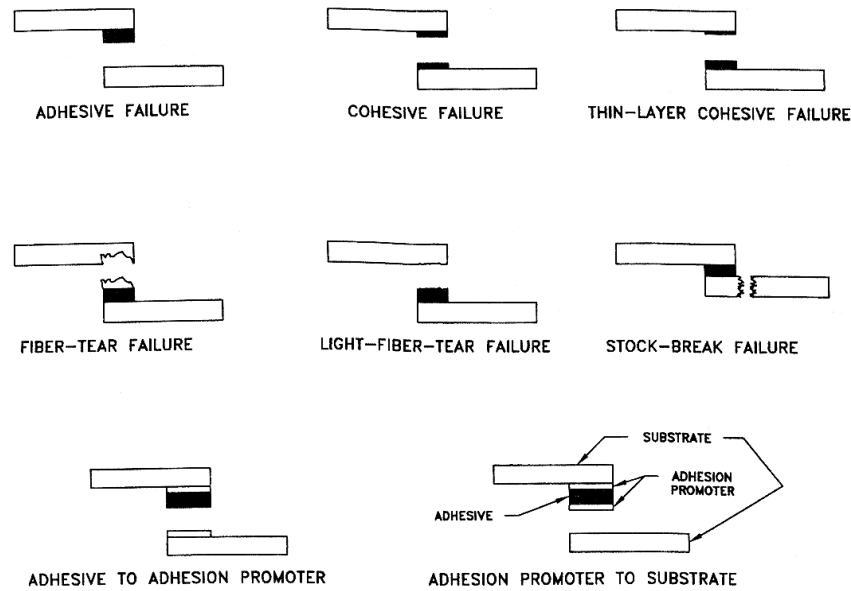 ADHESIVE FAILURE
COHESIVE FAILURE
THIN-LAYER COHESIVE FAILURE
FIBER-TEAR FAILURE
LIGHT-FIBER-TEAR FAILURE
STOCK-BREAK FAILURE
SUBSTRATE
ADHESION
PROMOTER
ADHESIVE
ADHESIVE TO ADHESION PROMOTER
ADHESION PROMOTER TO SUBSTRATE